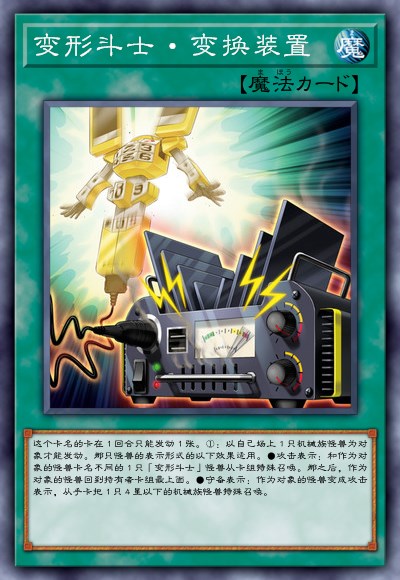 变形斗士・变换装置
魔
【魔法カード】
まほう
这个卡名的卡在1回合只能发动1张。①：以自己场上1只机械族怪兽为对
象才能发动。那只怪兽的表示形式的以下效果适用。●攻击表示：和作为对
象的怪兽卡名不同的1只「变形斗士」怪兽从卡组特殊召唤。那之后，作为
对象的怪兽回到持有者卡组最上面。●守备表示：作为对象的怪兽变成攻击
表示，从手卡把1只4星以下的机械族怪兽特殊召唤。